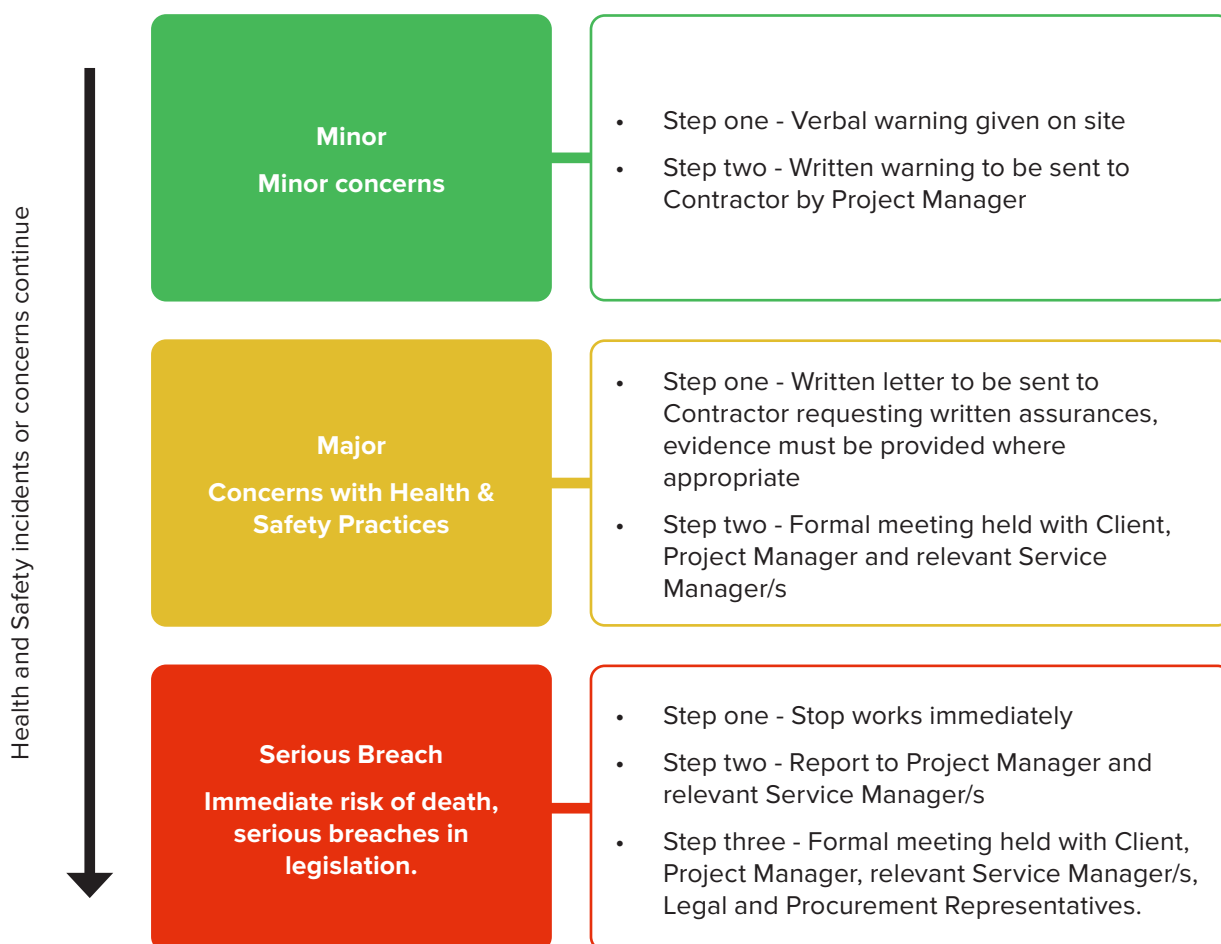 Health and Safety incidents or concerns continue
Minor
Minor concerns
• Step one - Verbal warning given on site
• Step two - Written warning to be sent to
Contractor by Project Manager
Major
Concerns with Health &
Safety Practices
• Step one - Written letter to be sent to
Contractor requesting written assurances,
evidence must be provided where
appropriate
• Step two - Formal meeting held with Client,
Project Manager and relevant Service
Manager/s
Serious Breach
Immediate risk of death,
serious breaches in
legislation.
• Step one - Stop works immediately
• Step two - Report to Project Manager and
relevant Service Manager/s
• Step three - Formal meeting held with Client,
Project Manager, relevant Service Manager/s,
Legal and Procurement Representatives.